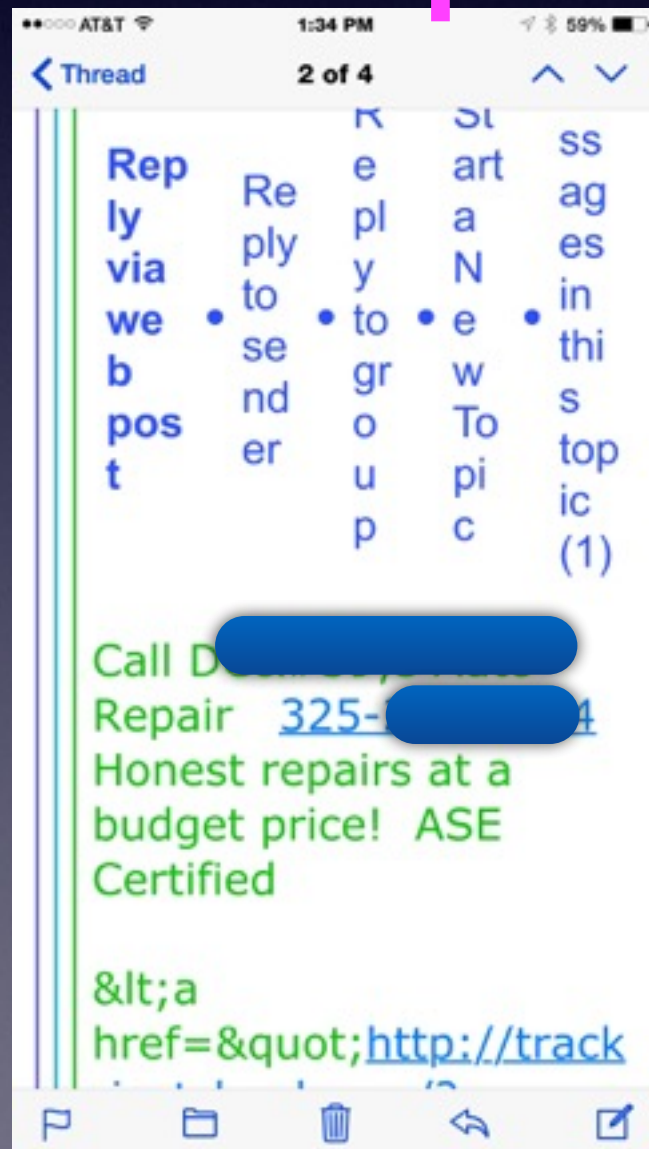 AT&T 1:34 PM 59%
Thread 2 of 4
Rep
ly
via
we
b
pos
t
•
Re
ply
to
se
nd
er
•
R
e
pl
y
to
gr
o
u
p
•
St
art
a
N
e
w
To
pi
c
•
ss
ag
es
in
thi
s
top
ic
(1)
Call
Repair 325-
Honest repairs at a
budget price! ASE
Certified
&lt;a
href=&quot;http://track